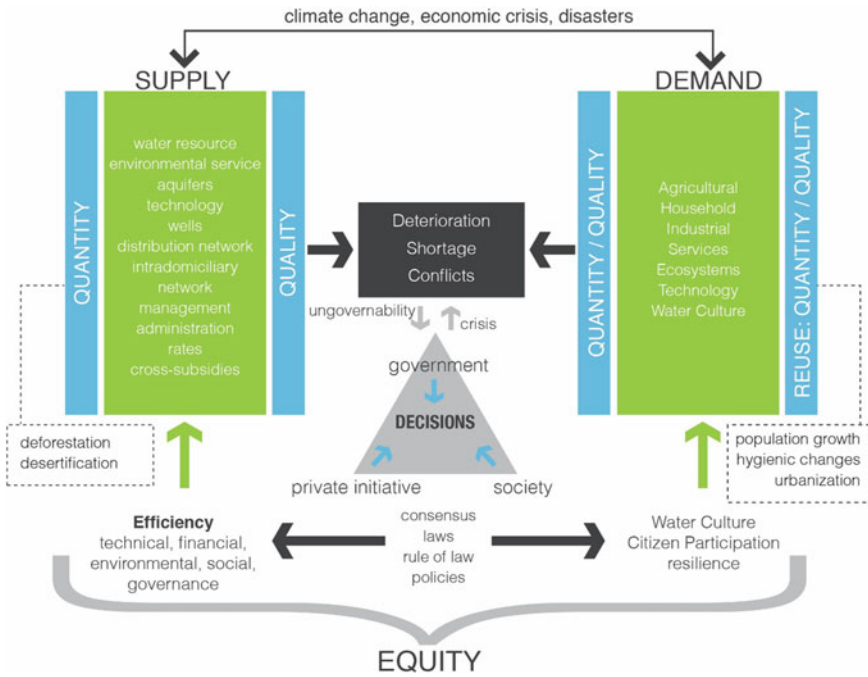 climate change, economic crisis, disasters
SUPPLY
DEMAND
QUANTITY
water resource
environmental service
aquifers
technology
wells
distribution network
intradomiciliary
network
management
administration
rates
cross-subsidies
QUALITY
Deterioration
Shortage
Conflicts
QUANTITY / QUALITY
Agricultural
Household
Industrial
Services
Ecosystems
Technology
Water Culture
REUSE: QUANTITY / QUALITY
ungovernability
crisis
government
DECISIONS
private initiative
society
deforestation
desertification
population growth
hygienic changes
urbanization
Efficiency
technical, financial,
environmental, social,
governance
consensus
laws
rule of law
policies
Water Culture
Citizen Participation
resilience
EQUITY